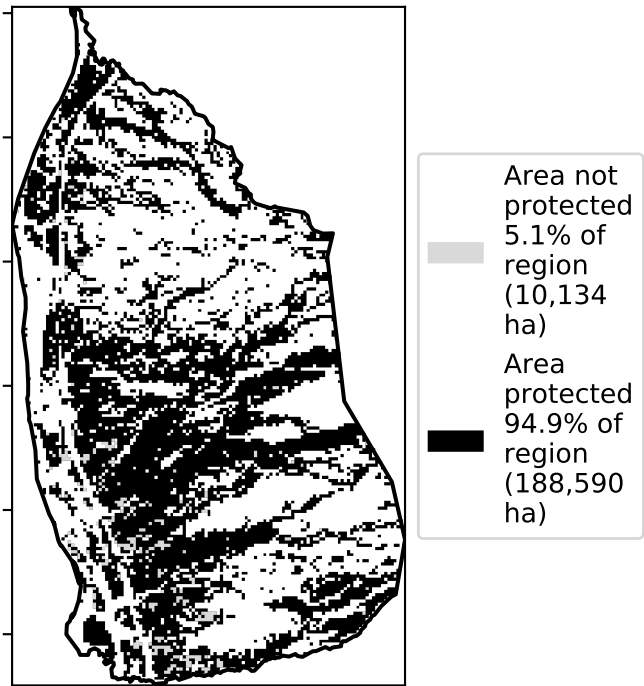 Area not
protected
5.1% of
region
(10,134
ha)
Area
protected
94.9% of
region
(188,590
ha)